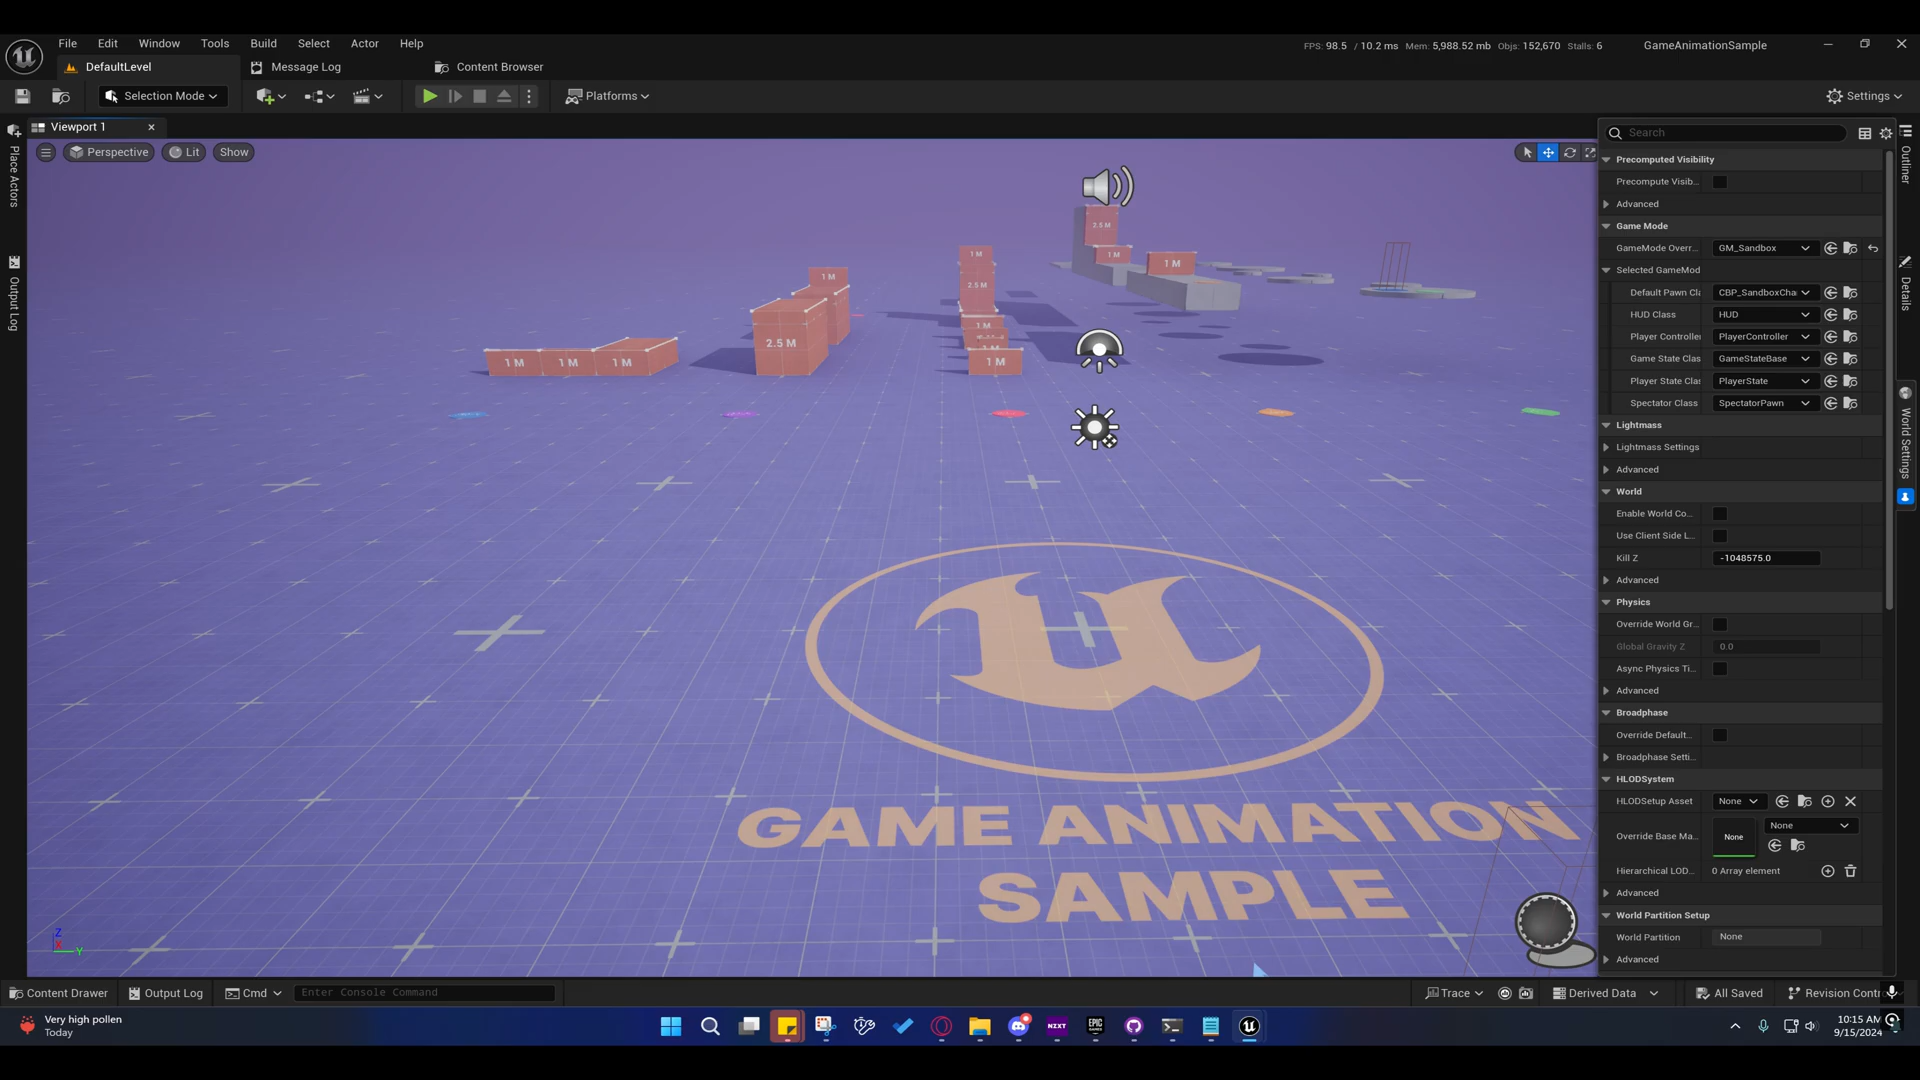 File Edit Window Tools Build Select Actor Help
FPS: 98.5 / 10.2 ms Mem: 5,988.52 mb Objs: 152,670 Stalls: 6 GameAnimationSample
DefaultLevel Message Log Content Browser
Selection Mode Platforms Settings
Viewport 1
Perspective Lit Show
Place Actors
Output Log
2.5 M
1 M
1 M
1 M
2.5 M
1 M
1 M
1 M
1 M
1 M
2.5 M
1 M
1 M
GAME ANIMATION
SAMPLE
Z
X
Y
Search
Precomputed Visibility
Precompute Visib...
Advanced
Game Mode
GameMode Overr... GM_Sandbox
Selected GameMod
Default Pawn Cla CBP_SandboxCha
HUD Class HUD
Player Controlle PlayerController
Game State Clas GameStateBase
Player State Clas PlayerState
Spectator Class SpectatorPawn
Lightmass
Lightmass Settings
Advanced
World
Enable World Co...
Use Client Side L...
Kill Z -1048575.0
Advanced
Physics
Override World Gr...
Global Gravity Z 0.0
Async Physics Ti...
Advanced
Broadphase
Override Default...
Broadphase Setti...
HLODSystem
HLODSetup Asset None
Override Base Ma... None None
Hierarchical LOD... 0 Array element
Advanced
World Partition Setup
World Partition None
Advanced
Outliner
Details
World Settings
Content Drawer Output Log Cmd Enter Console Command Trace Derived Data All Saved Revision Contr
Very high pollen
Today
NZXT
EPIC
GAMES
10:15 AM
9/15/2024